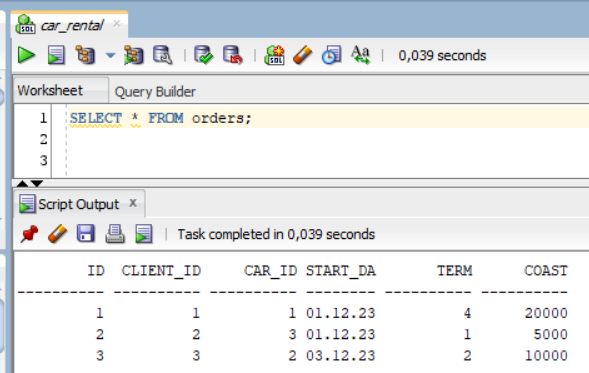 car_rental
0,039 seconds
Worksheet Query Builder
1 SELECT * FROM orders;
2
3
Script Output x
Task completed in 0,039 seconds
ID CLIENT_ID CAR_ID START_DA TERM COAST
---------- ---------- ---------- -------- ---------- ----------
1 1 1 01.12.23 4 20000
2 2 3 01.12.23 1 5000
3 3 2 03.12.23 2 10000